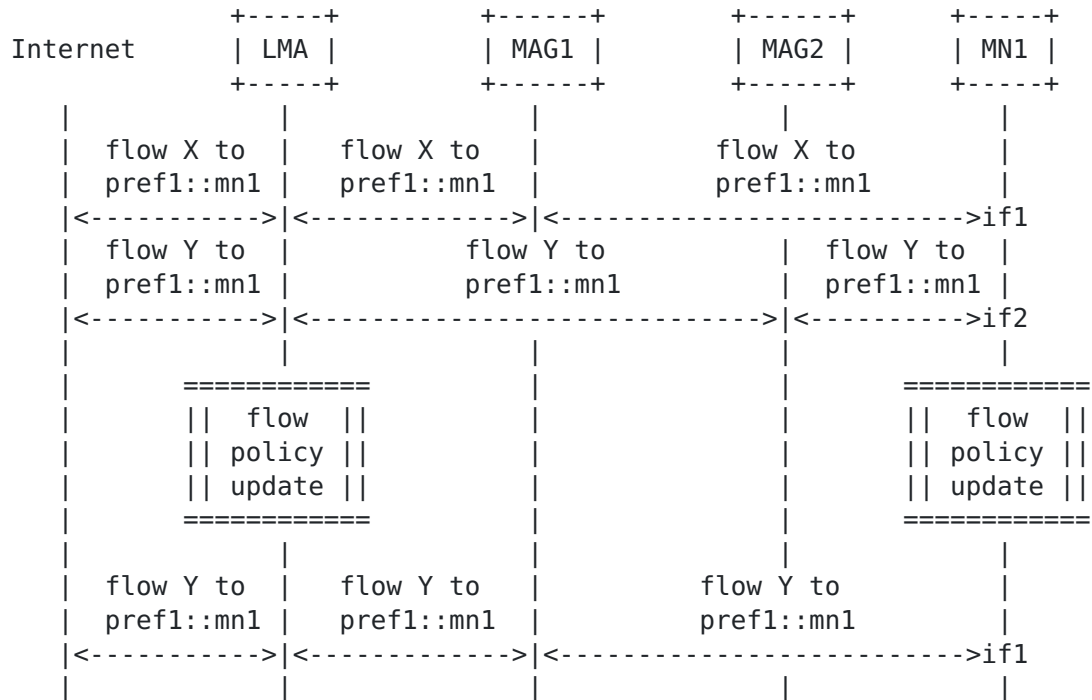 +-----+         +------+        +------+      +-----+
  Internet      | LMA |         | MAG1 |        | MAG2 |      | MN1 |
                +-----+         +------+        +------+      +-----+
     |             |               |               |             |
     |  flow X to  |   flow X to   |           flow X to         |
     |  pref1::mn1 |   pref1::mn1  |           pref1::mn1        |
     |<----------->|<------------->|<-------------------------->if1
     |  flow Y to  |           flow Y to           |  flow Y to  |
     |  pref1::mn1 |           pref1::mn1          |  pref1::mn1 |
     |<----------->|<----------------------------->|<---------->if2
     |             |               |               |             |
     |       ============          |               |       ============
     |       ||  flow  ||          |               |       ||  flow  ||
     |       || policy ||          |               |       || policy ||
     |       || update ||          |               |       || update ||
     |       ============          |               |       ============
     |             |               |               |             |
     |  flow Y to  |   flow Y to   |          flow Y to          |
     |  pref1::mn1 |   pref1::mn1  |          pref1::mn1         |
     |<----------->|<------------->|<-------------------------->if1
     |             |               |               |             |